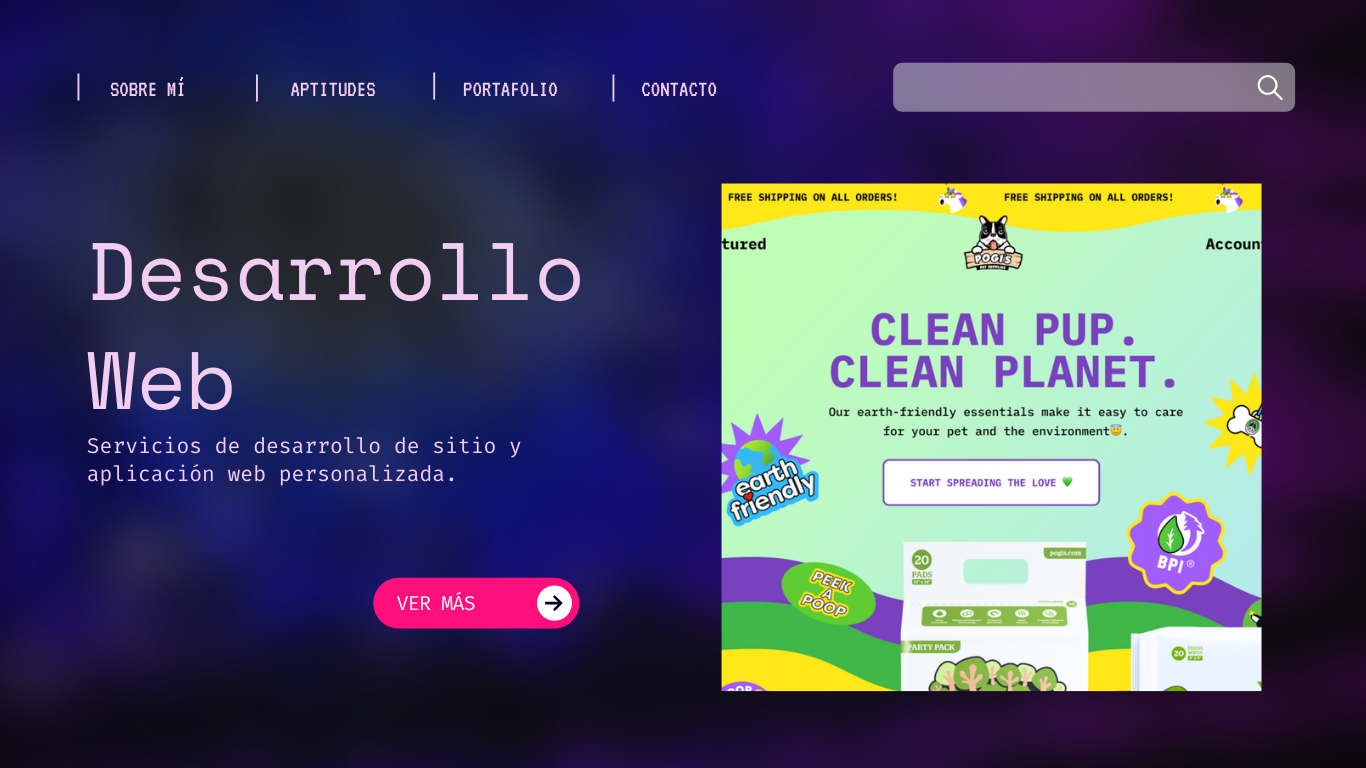 SOBRE MÍ
APTITUDES
PORTAFOLIO
CONTACTO
Desarrollo
Web
Servicios de desarrollo de sitio y
aplicación web personalizada.
VER MÁS
FREE SHIPPING ON ALL ORDERS!
FREE SHIPPING ON ALL ORDERS!
tured
Accoun
POGI'S
PET SUPPLIES
CLEAN PUP.
CLEAN PLANET.
Our earth-friendly essentials make it easy to care
for your pet and the environment😇.
START SPREADING THE LOVE 💚
earth
friendly
BPI®
PEEK
A
POOP
20
PADS
pogis.com
PARTY PACK
20